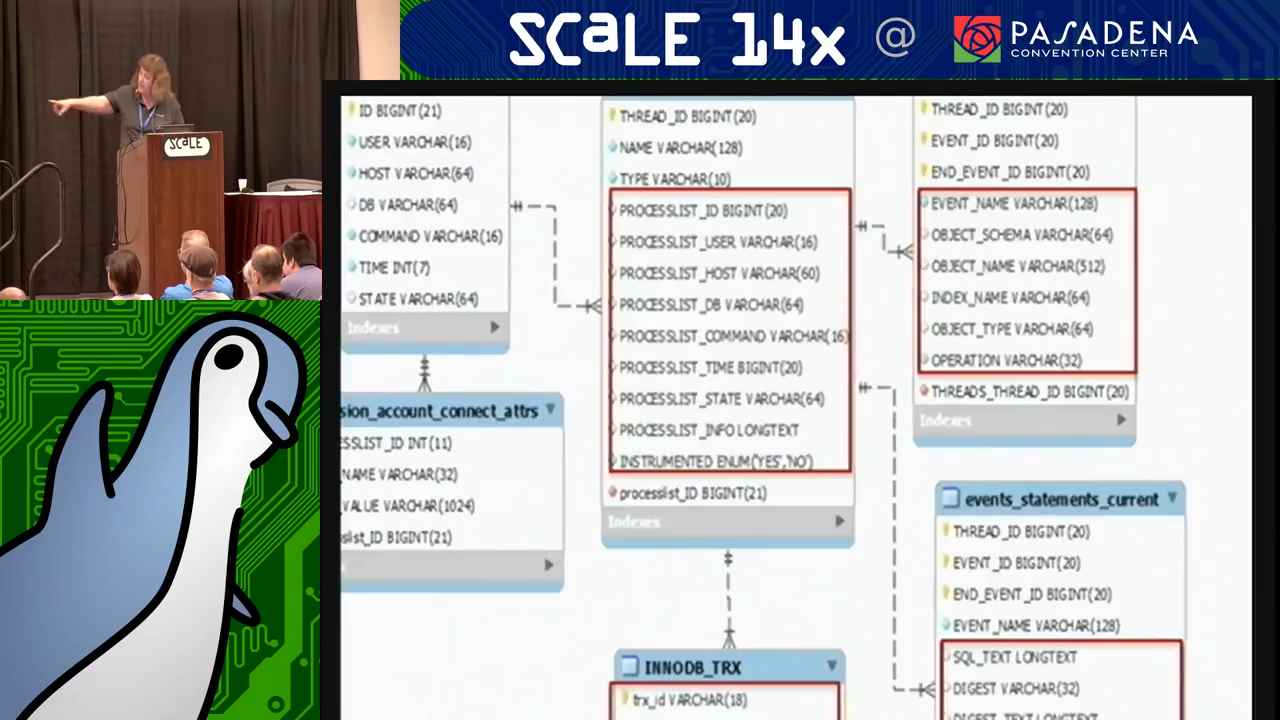 SCALE 14x @ PASADENA
CONVENTION CENTER
SCALE
ID BIGINT(21)
USER VARCHAR(16)
HOST VARCHAR(64)
DB VARCHAR(64)
COMMAND VARCHAR(16)
TIME INT(7)
STATE VARCHAR(64)
Indexes
sion_account_connect_attrs
ESSLIST_ID INT(11)
NAME VARCHAR(32)
VALUE VARCHAR(1024)
slist_ID BIGINT(21)
THREAD_ID BIGINT(20)
NAME VARCHAR(128)
TYPE VARCHAR(10)
PROCESSLIST_ID BIGINT(20)
PROCESSLIST_USER VARCHAR(16)
PROCESSLIST_HOST VARCHAR(60)
PROCESSLIST_DB VARCHAR(64)
PROCESSLIST_COMMAND VARCHAR(16)
PROCESSLIST_TIME BIGINT(20)
PROCESSLIST_STATE VARCHAR(64)
PROCESSLIST_INFO LONGTEXT
INSTRUMENTED ENUM('YES','NO')
processlist_ID BIGINT(21)
Indexes
INNODB_TRX
trx_id VARCHAR(18)
THREAD_ID BIGINT(20)
EVENT_ID BIGINT(20)
END_EVENT_ID BIGINT(20)
EVENT_NAME VARCHAR(128)
OBJECT_SCHEMA VARCHAR(64)
OBJECT_NAME VARCHAR(512)
INDEX_NAME VARCHAR(64)
OBJECT_TYPE VARCHAR(64)
OPERATION VARCHAR(32)
THREADS_THREAD_ID BIGINT(20)
Indexes
events_statements_current
THREAD_ID BIGINT(20)
EVENT_ID BIGINT(20)
END_EVENT_ID BIGINT(20)
EVENT_NAME VARCHAR(128)
SQL_TEXT LONGTEXT
DIGEST VARCHAR(32)
DIGEST_TEXT LONGTEXT